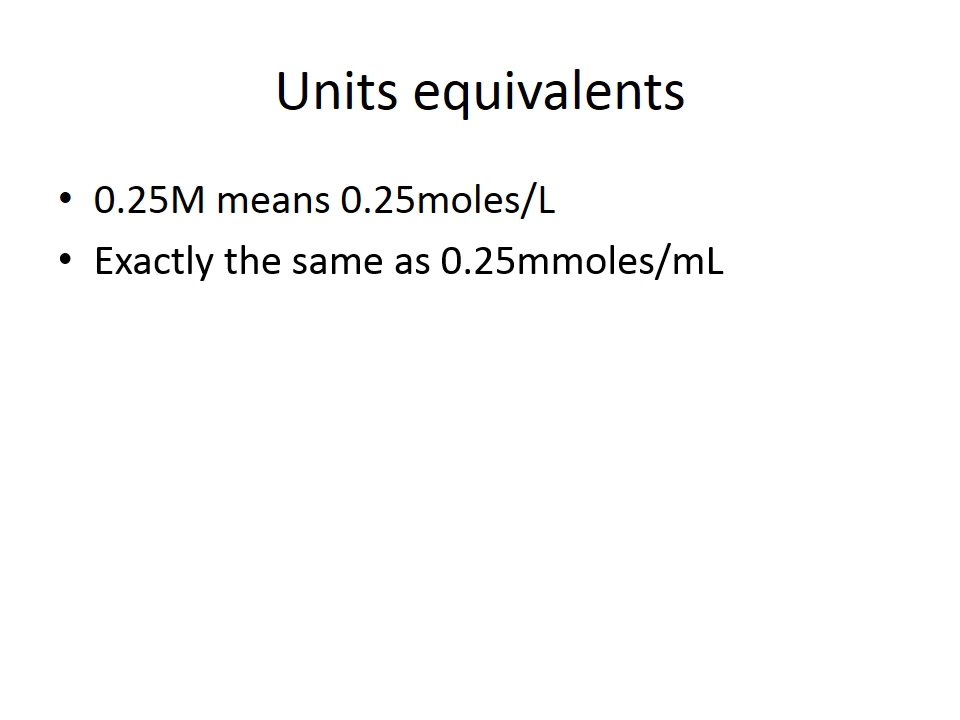 Units equivalents
• 0.25M means 0.25moles/L
• Exactly the same as 0.25mmoles/mL